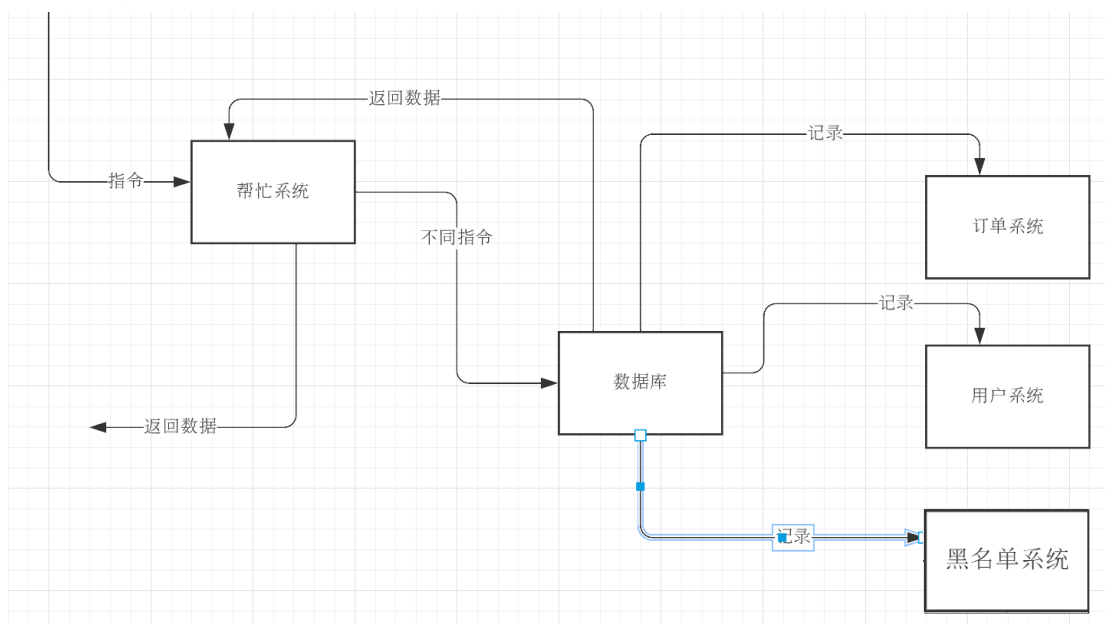 返回数据
记录
指令
帮忙系统
订单系统
不同指令
记录
数据库
用户系统
返回数据
记录
黑名单系统